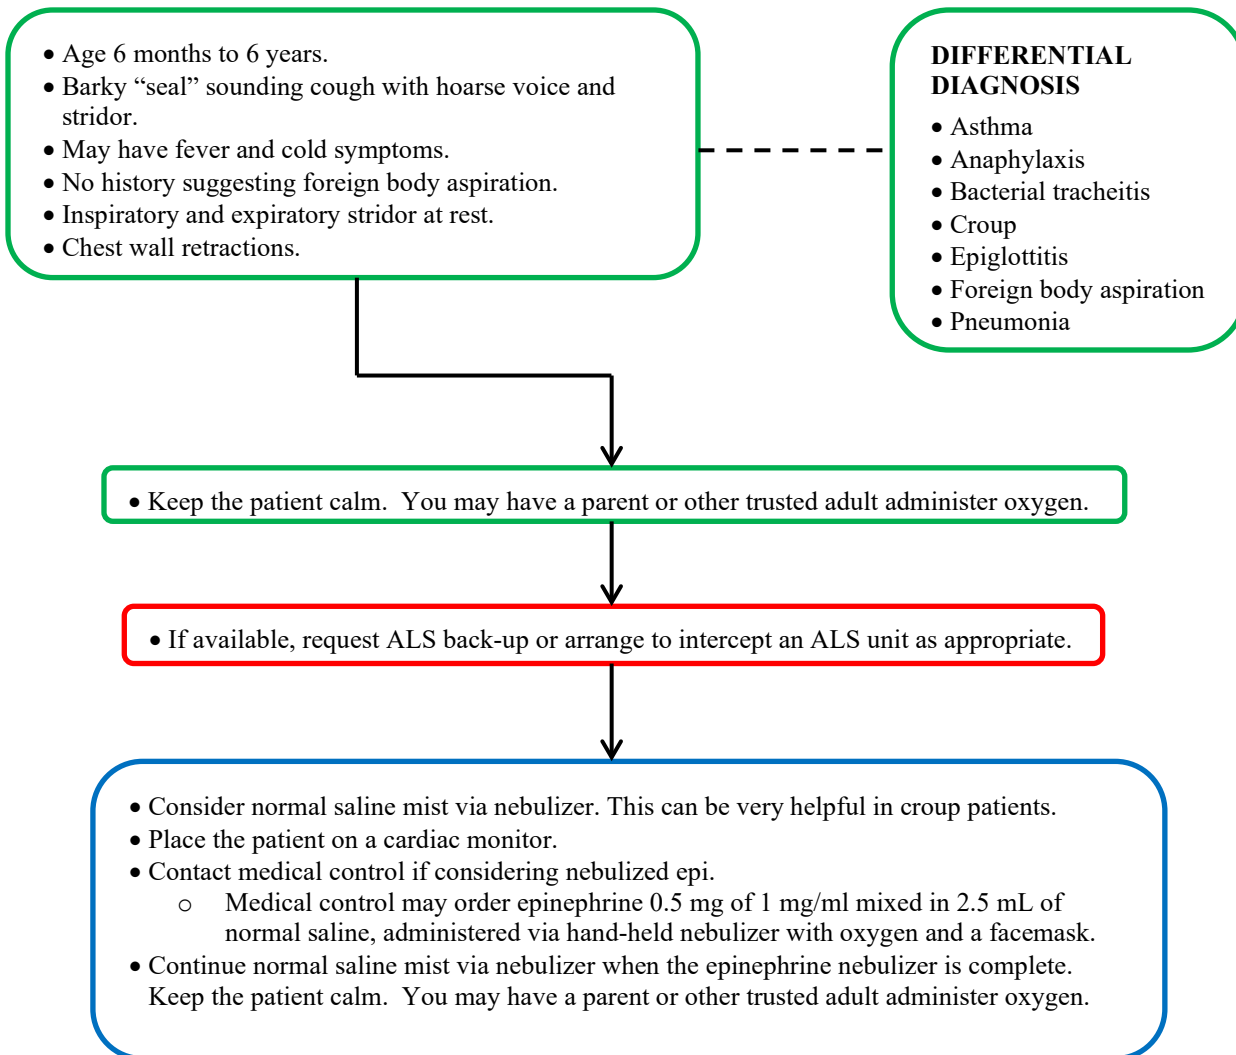 • Age 6 months to 6 years.
• Barky “seal” sounding cough with hoarse voice and
stridor.
• May have fever and cold symptoms.
• No history suggesting foreign body aspiration.
• Inspiratory and expiratory stridor at rest.
• Chest wall retractions.
DIFFERENTIAL
DIAGNOSIS
• Asthma
• Anaphylaxis
• Bacterial tracheitis
• Croup
• Epiglottitis
• Foreign body aspiration
• Pneumonia
• Keep the patient calm.  You may have a parent or other trusted adult administer oxygen.
• If available, request ALS back-up or arrange to intercept an ALS unit as appropriate.
• Consider normal saline mist via nebulizer. This can be very helpful in croup patients.
• Place the patient on a cardiac monitor.
• Contact medical control if considering nebulized epi.
o Medical control may order epinephrine 0.5 mg of 1 mg/ml mixed in 2.5 mL of
normal saline, administered via hand-held nebulizer with oxygen and a facemask.
• Continue normal saline mist via nebulizer when the epinephrine nebulizer is complete.
Keep the patient calm.  You may have a parent or other trusted adult administer oxygen.